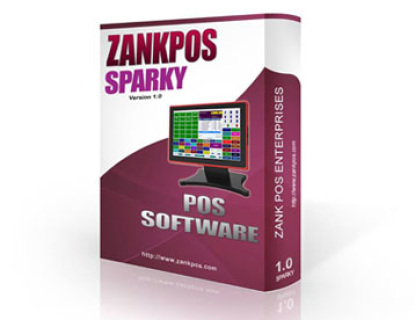 ZANKPOS
SPARKY
Version 1.0
POS
SOFTWARE
http://www.zankpos.com
ZANK POS ENTERPRISES
http://www.zankpos.com
1.0
SPARKY